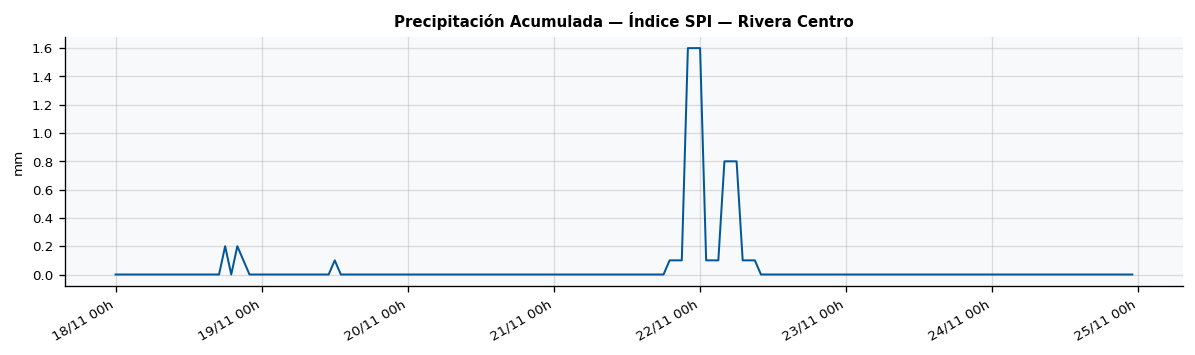 Precipitación Acumulada — Índice SPI — Rivera Centro
mm
1.6
1.4
1.2
1.0
0.8
0.6
0.4
0.2
0.0
18/11 00h
19/11 00h
20/11 00h
21/11 00h
22/11 00h
23/11 00h
24/11 00h
25/11 00h